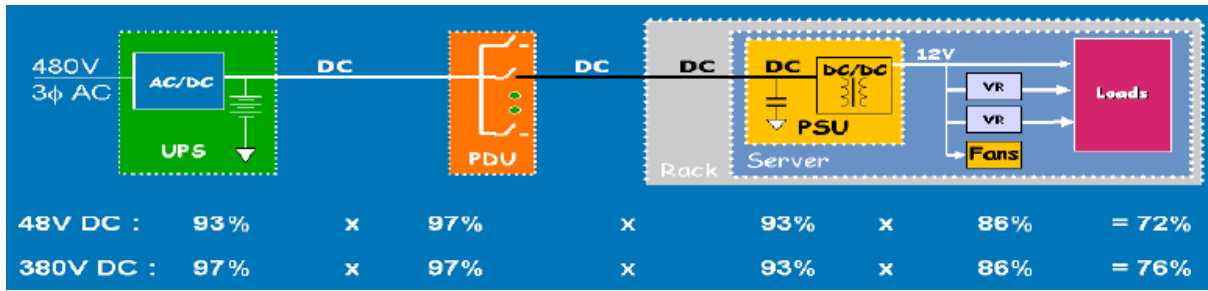 480V
3ϕ AC
AC/DC
UPS
DC
PDU
DC
DC
DC
DC/DC
PSU
12V
VR
VR
Fans
Loads
Rack
Server
48V DC : 93% x 97% x 93% x 86% = 72%
380V DC : 97% x 97% x 93% x 86% = 76%